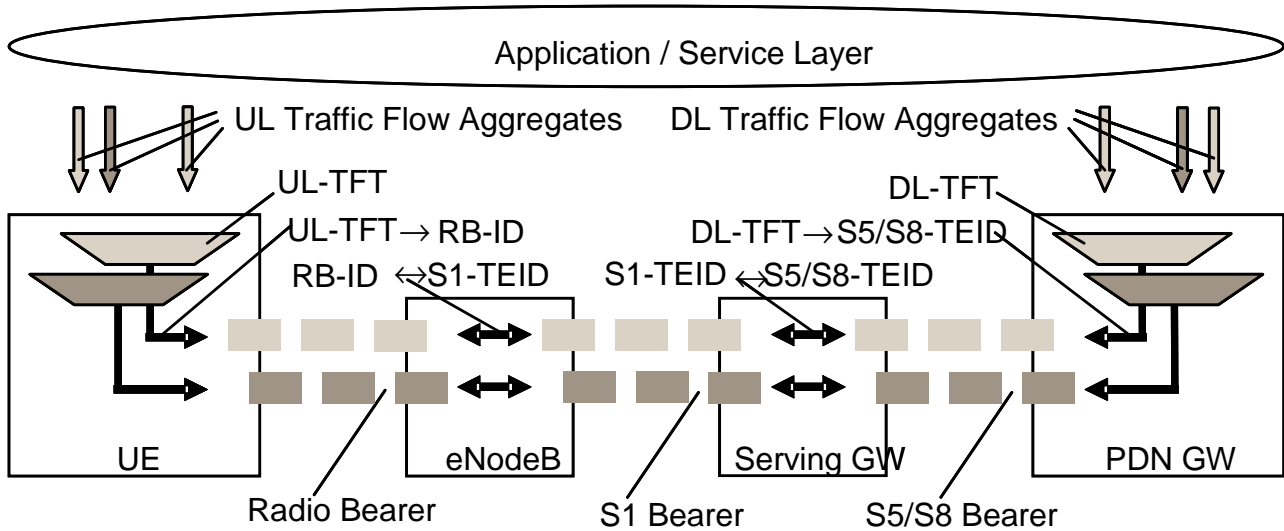 Application / Service Layer
UL Traffic Flow Aggregates
DL Traffic Flow Aggregates
UL-TFT
DL-TFT
UL-TFT → RB-ID
DL-TFT → S5/S8-TEID
RB-ID ↔ S1-TEID
S1-TEID ↔ S5/S8-TEID
UE
eNodeB
Serving GW
PDN GW
Radio Bearer
S1 Bearer
S5/S8 Bearer